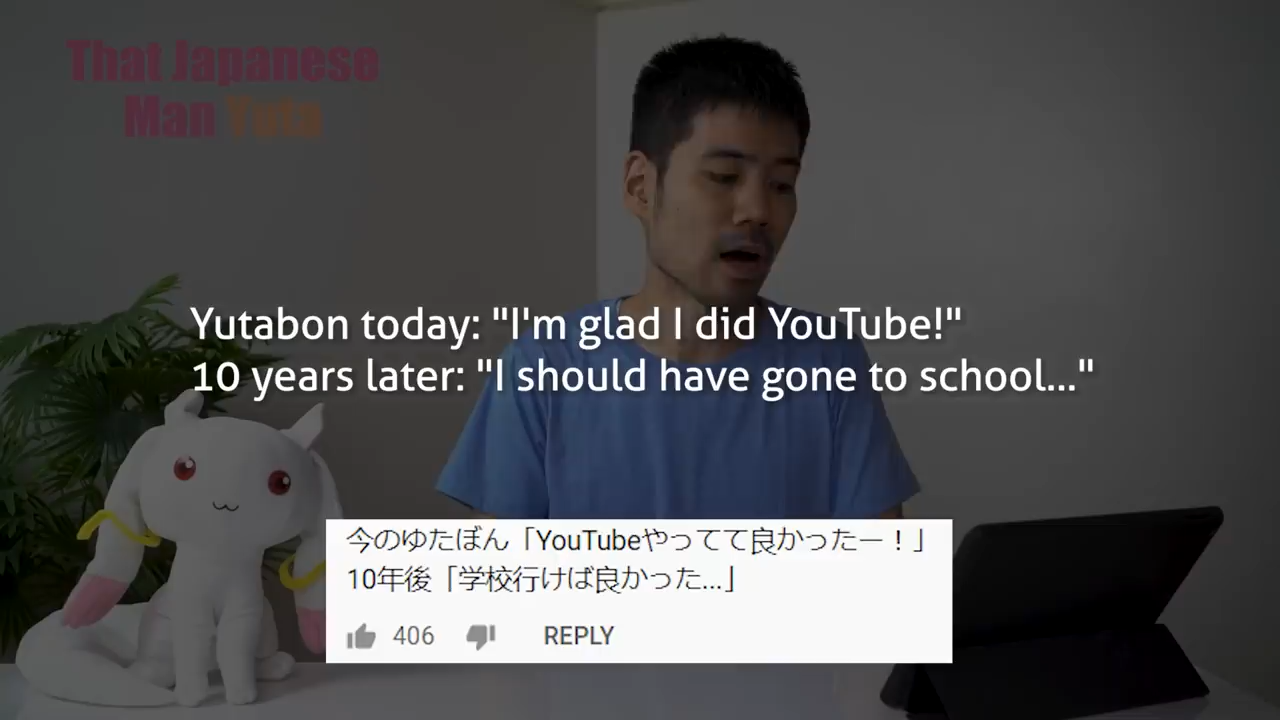 That Japanese
Man Yuta
Yutabon today: "I'm glad I did YouTube!"
10 years later: "I should have gone to school..."
今のゆたぼん「YouTubeやってて良かったー！」
10年後「学校行けば良かった...」
406 REPLY